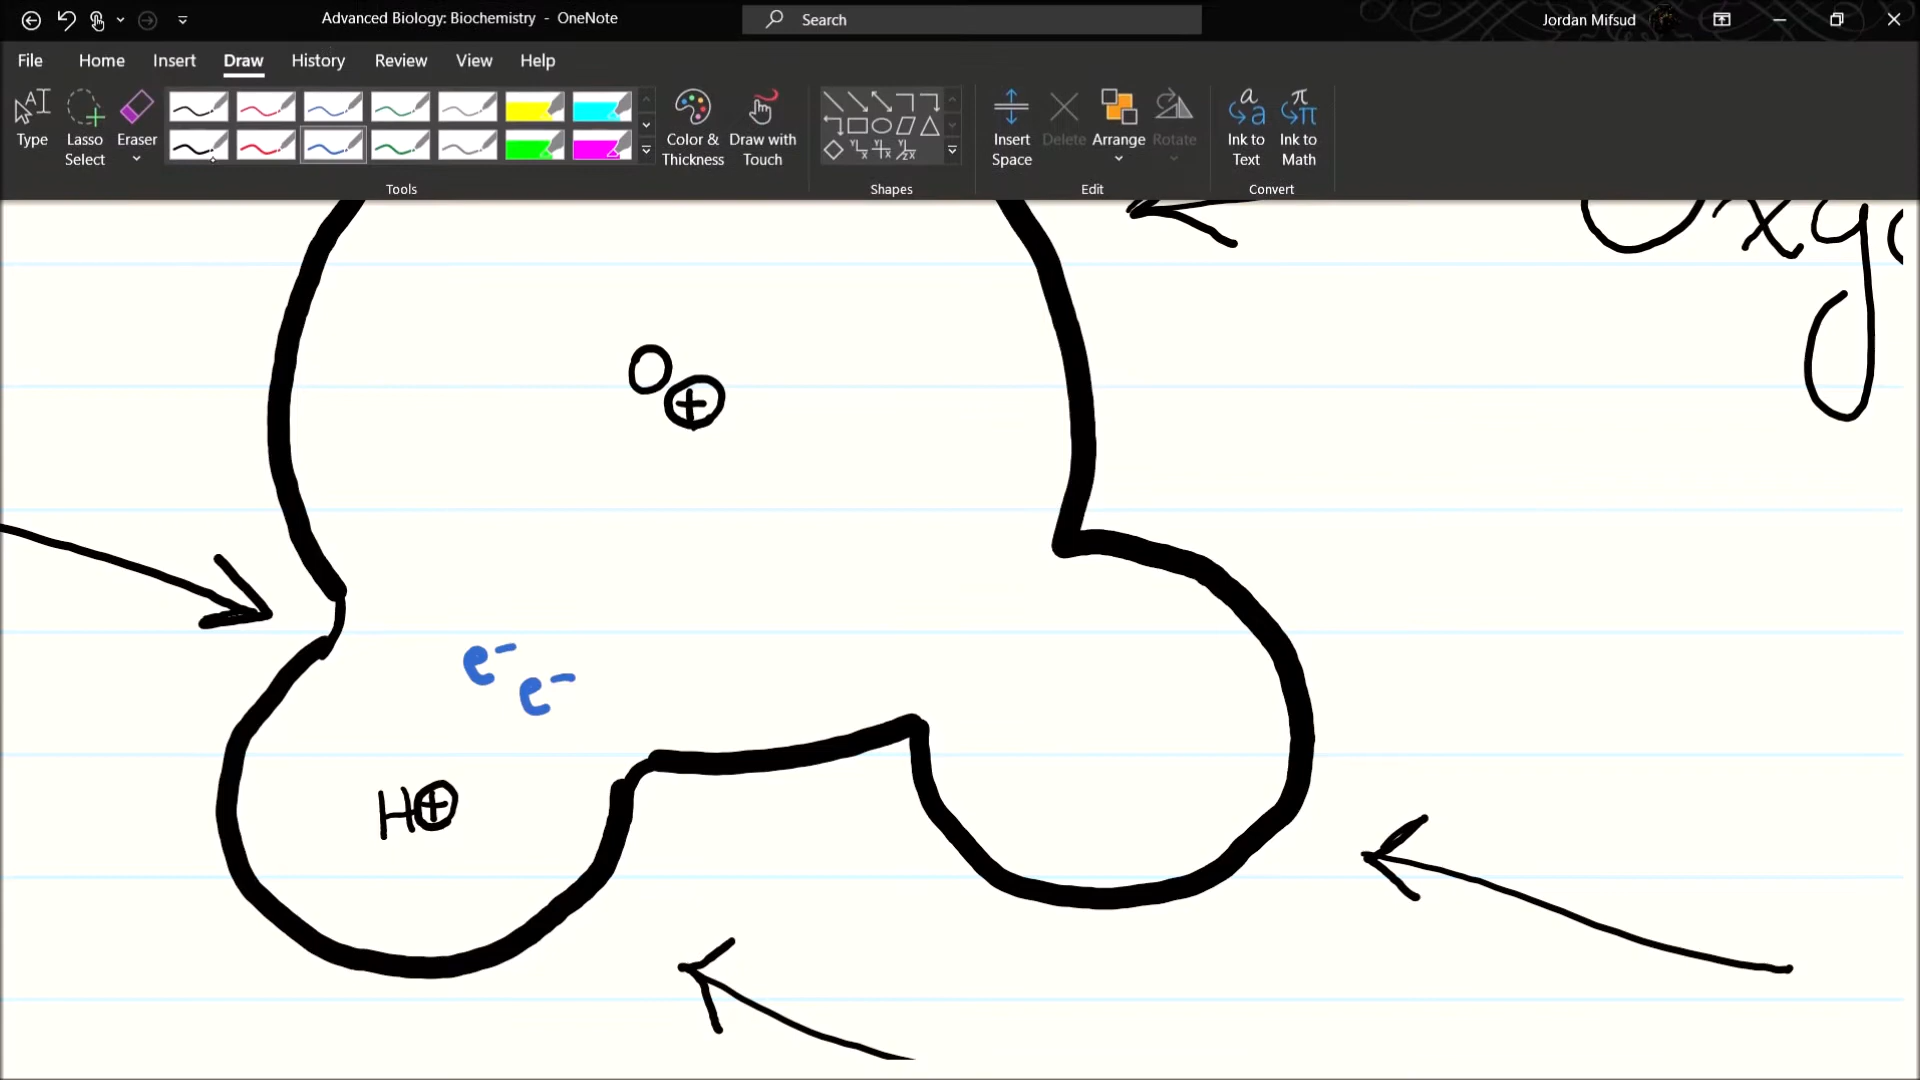 Advanced Biology: Biochemistry - OneNote
Search
Jordan Mifsud
File Home Insert Draw History Review View Help
Type
Lasso Select
Eraser
Color & Thickness
Draw with Touch
Insert Space
Delete
Arrange
Rotate
Ink to Text
Ink to Math
Tools
Shapes
Edit
Convert
Oxyg
O+
e-
e-
H+